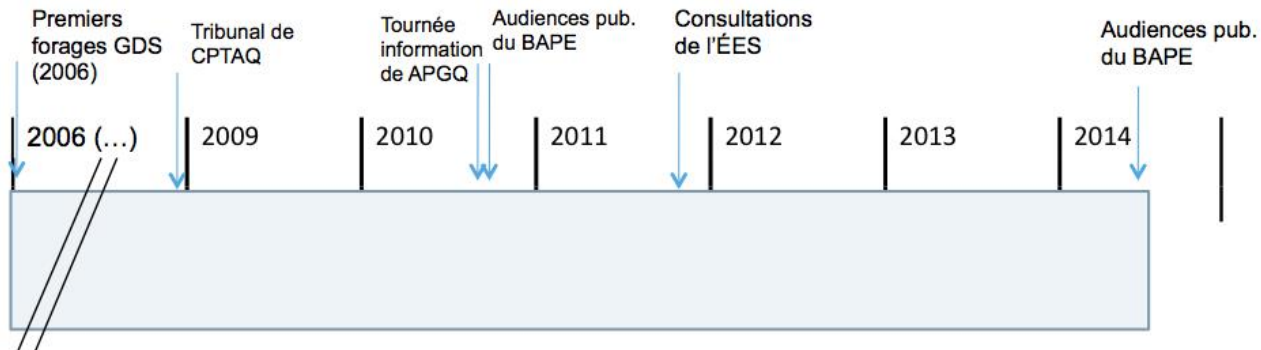 Premiers
forages GDS
(2006)
Tribunal de
CPTAQ
Tournée
information
de APGQ
Audiences pub.
du BAPE
Consultations
de l'ÉES
Audiences pub.
du BAPE
2006 (...)
2009
2010
2011
2012
2013
2014